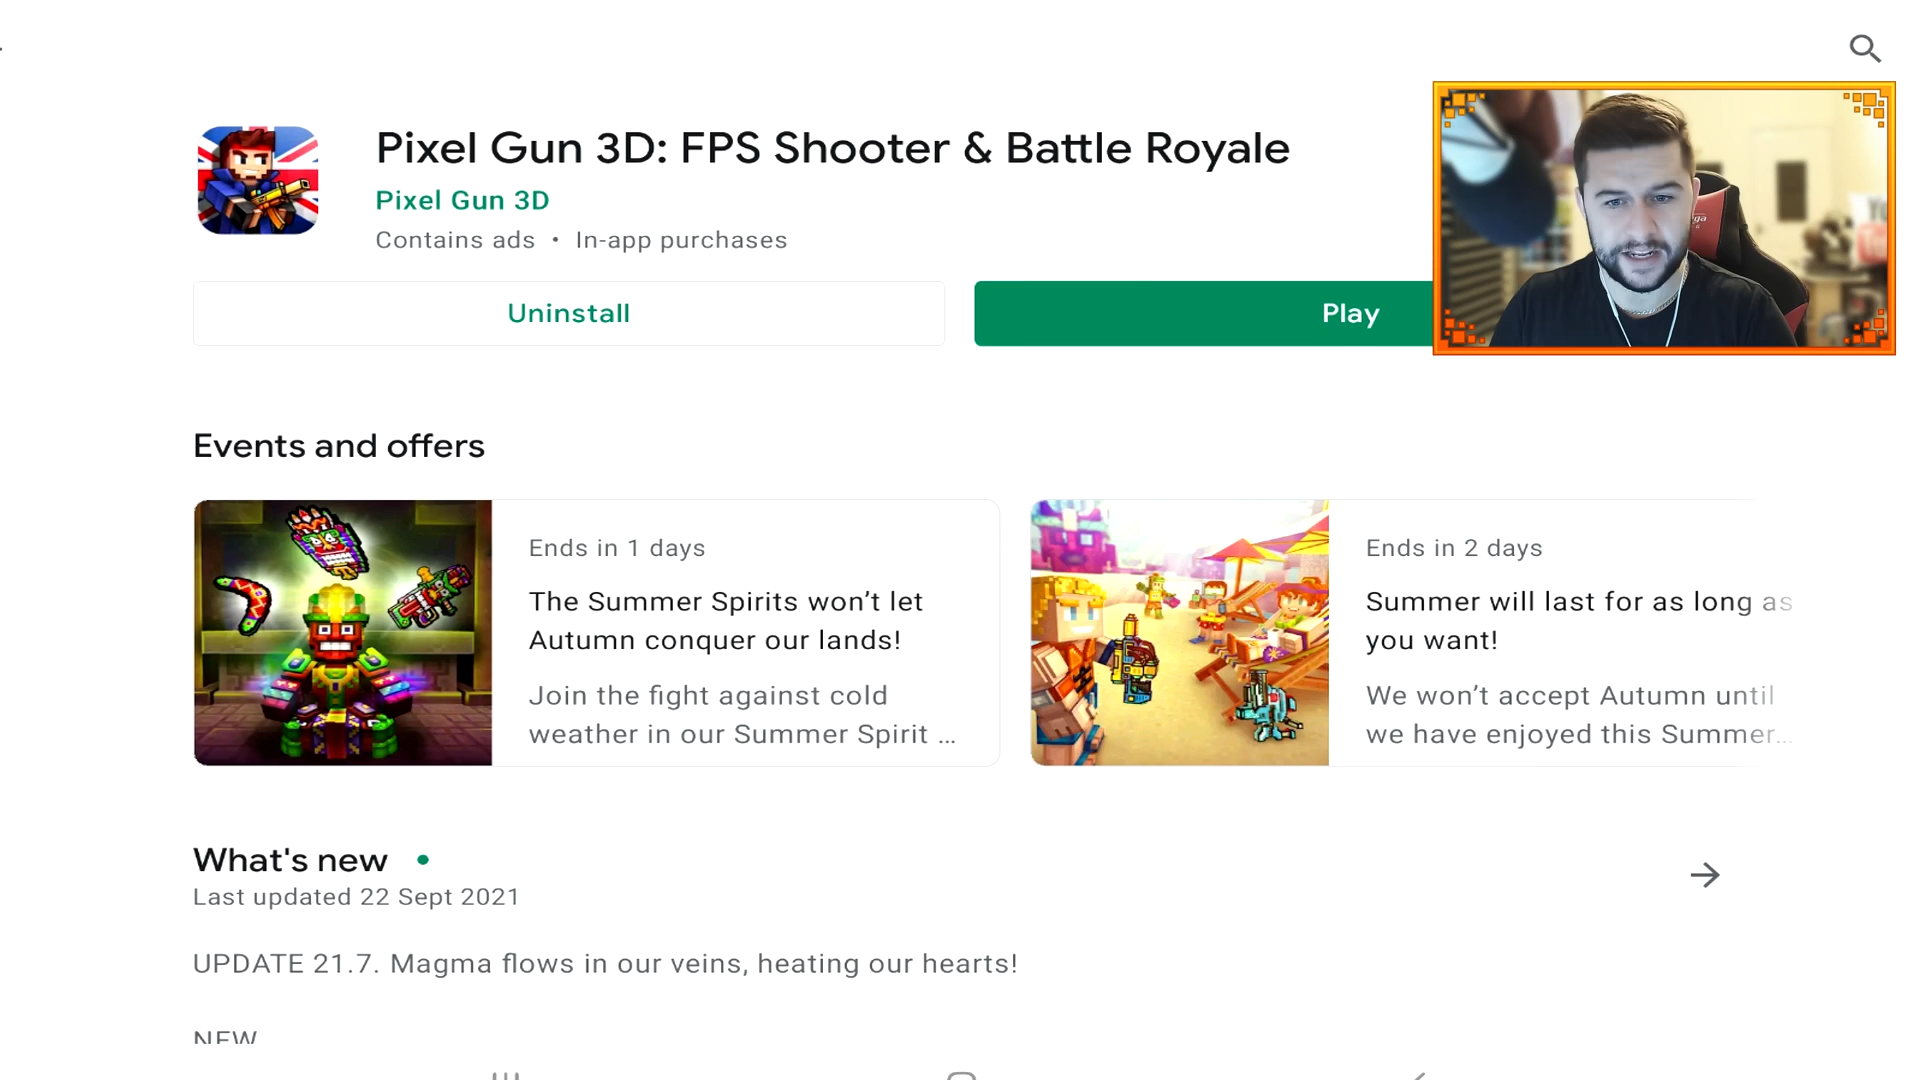 Pixel Gun 3D: FPS Shooter & Battle Royale
Pixel Gun 3D
Contains ads • In-app purchases
Uninstall
Play
Events and offers
Ends in 1 days
The Summer Spirits won’t let
Autumn conquer our lands!
Join the fight against cold
weather in our Summer Spirit ...
Ends in 2 days
Summer will last for as long as
you want!
We won’t accept Autumn until
we have enjoyed this Summer...
What's new
Last updated 22 Sept 2021
UPDATE 21.7. Magma flows in our veins, heating our hearts!
NEW